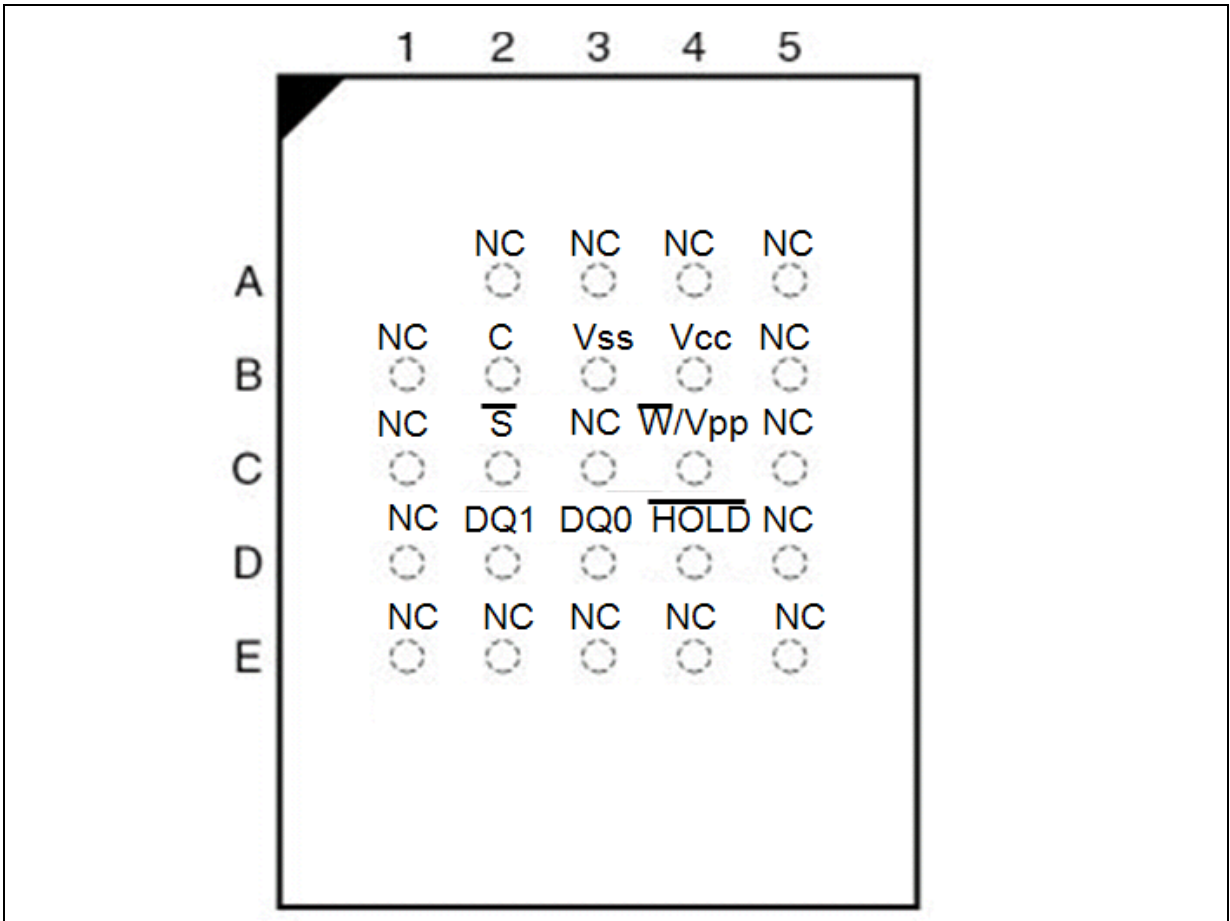 1 2 3 4 5
NC NC NC NC
A
NC C Vss Vcc NC
B
NC S̅ NC W̅/Vpp NC
C
NC DQ1 DQ0 H̅O̅L̅D̅ NC
D
NC NC NC NC NC
E